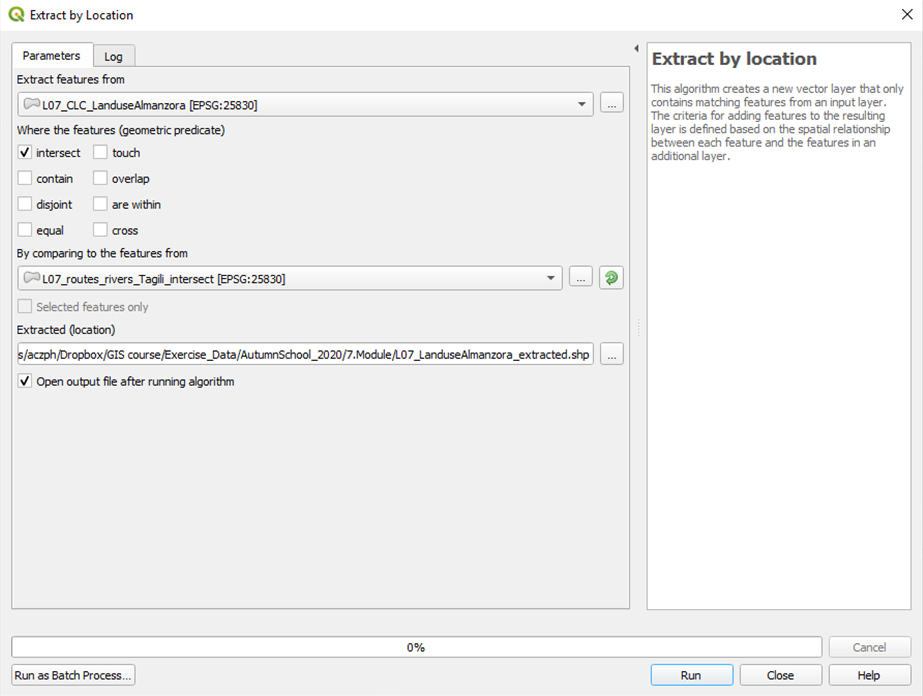 Extract by Location
Parameters
Log
Extract features from
L07_CLC_LanduseAlmanzora [EPSG:25830]
...
Where the features (geometric predicate)
intersect
touch
contain
overlap
disjoint
are within
equal
cross
By comparing to the features from
L07_routes_rivers_Tagili_intersect [EPSG:25830]
...
Selected features only
Extracted (location)
s/aczph/Dropbox/GIS course/Exercise_Data/AutumnSchool_2020/7.Module/L07_LanduseAlmanzora_extracted.shp
...
Open output file after running algorithm
Extract by location
This algorithm creates a new vector layer that only
contains matching features from an input layer.
The criteria for adding features to the resulting
layer is defined based on the spatial relationship
between each feature and the features in an
additional layer.
0%
Cancel
Run as Batch Process...
Run
Close
Help